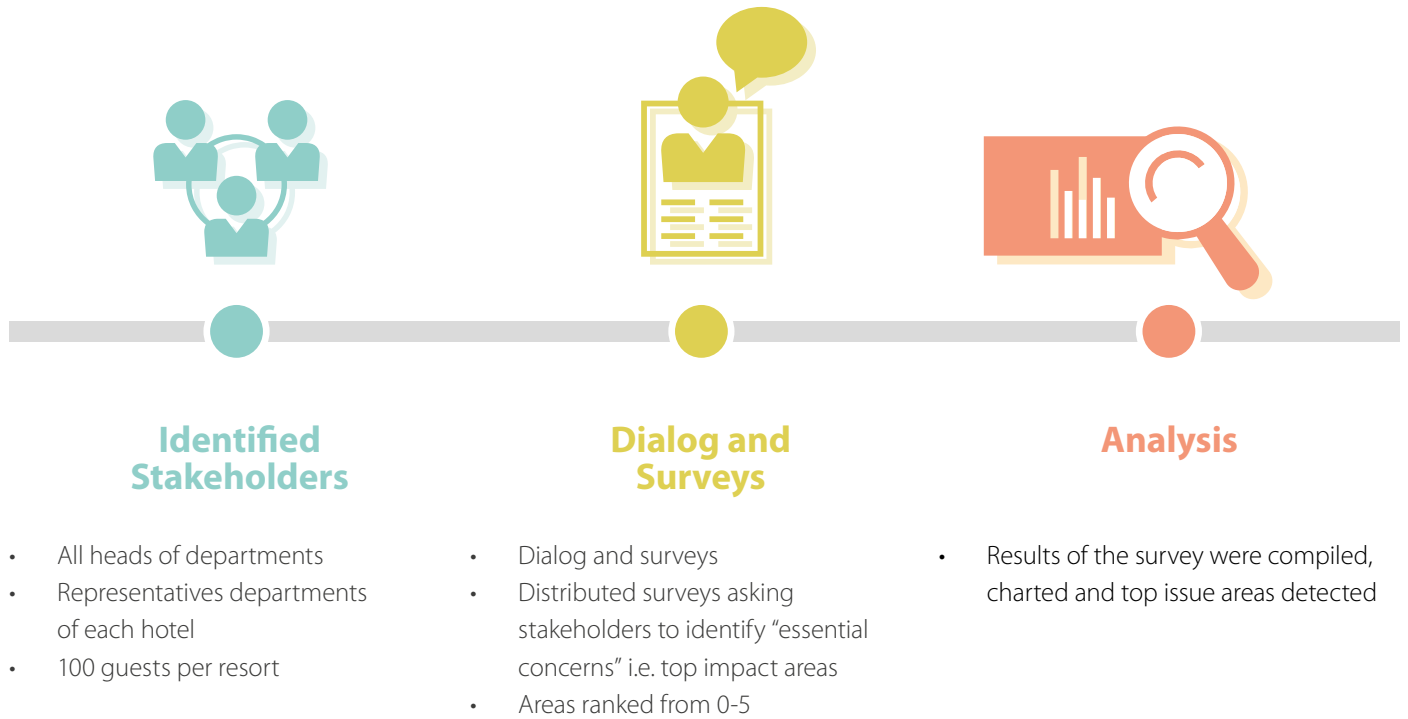 Identified
Stakeholders
• All heads of departments
• Representatives departments
of each hotel
• 100 guests per resort
Dialog and
Surveys
• Dialog and surveys
• Distributed surveys asking
stakeholders to identify “essential
concerns” i.e. top impact areas
• Areas ranked from 0-5
Analysis
• Results of the survey were compiled,
charted and top issue areas detected